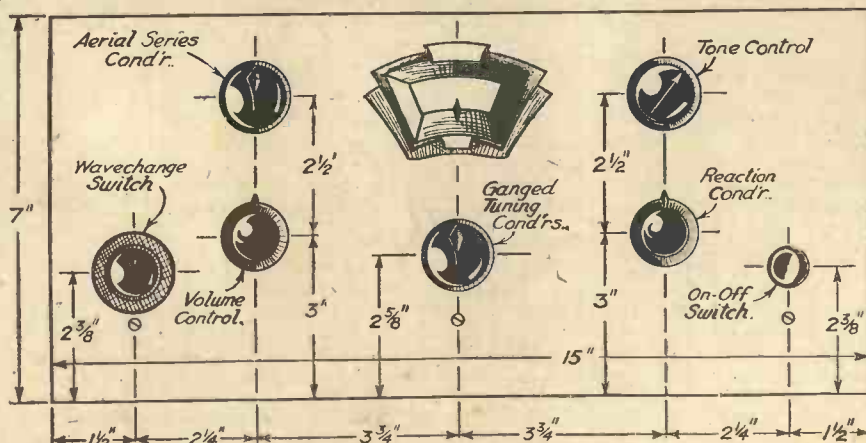 Aerial Series
Cond'r..
Tone Control
7"
2½"
2½"
Wavechange
Switch
Ganged
Tuning
Cond'rs..
Reaction
Cond'r..
Volume
Control.
On-Off
Switch.
2⅜"
3"
2⅝"
3"
2⅜"
15"
1½"
2¼"
3¾"
3¾"
2¼"
1½"